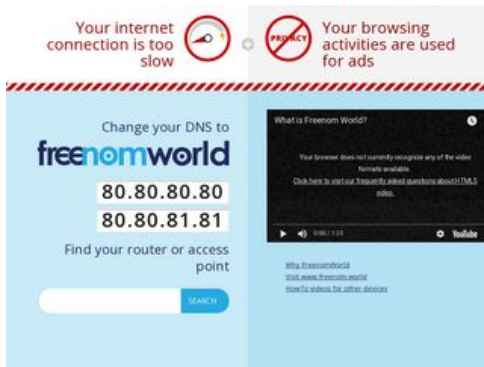 Your internet
connection is too
slow
Your browsing
activities are used
for ads
PRIVACY
Change your DNS to
freenomworld
80.80.80.80
80.80.81.81
Find your router or access
point
SEARCH
What is Freenom World?
Your browser does not currently recognize any of the video
formats available.
Click here to visit our frequently asked questions about HTML5
video.
0:00 / 1:25
YouTube
Why FreenomWorld
Visit www.freenom.world
HowTo videos for other devices